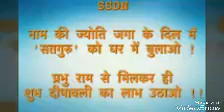 SSDN
नाम की ज्योति जगा के दिल में
"सतगुरु" को घर में बुलाओ !
प्रभु राम से मिलकर ही
शुभ दीपावली का लाभ उठाओ !!